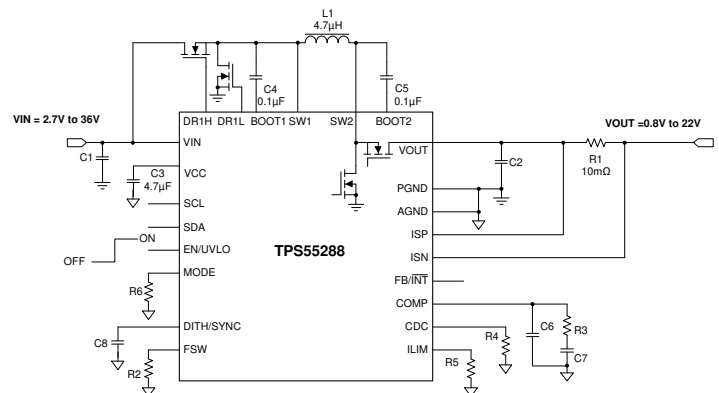 L1
4.7µH
C4
0.1µF
C5
0.1µF
VIN = 2.7V to 36V
DR1H DR1L BOOT1 SW1 SW2 BOOT2
VOUT =0.8V to 22V
C1
VIN
VOUT
C2
R1
10mΩ
C3
4.7µF
VCC
PGND
SCL
AGND
SDA
ON
OFF
EN/UVLO
TPS55288
ISP
ISN
MODE
FB/INT
R6
COMP
DITH/SYNC
CDC
C6
R3
C8
R4
C7
FSW
ILIM
R2
R5